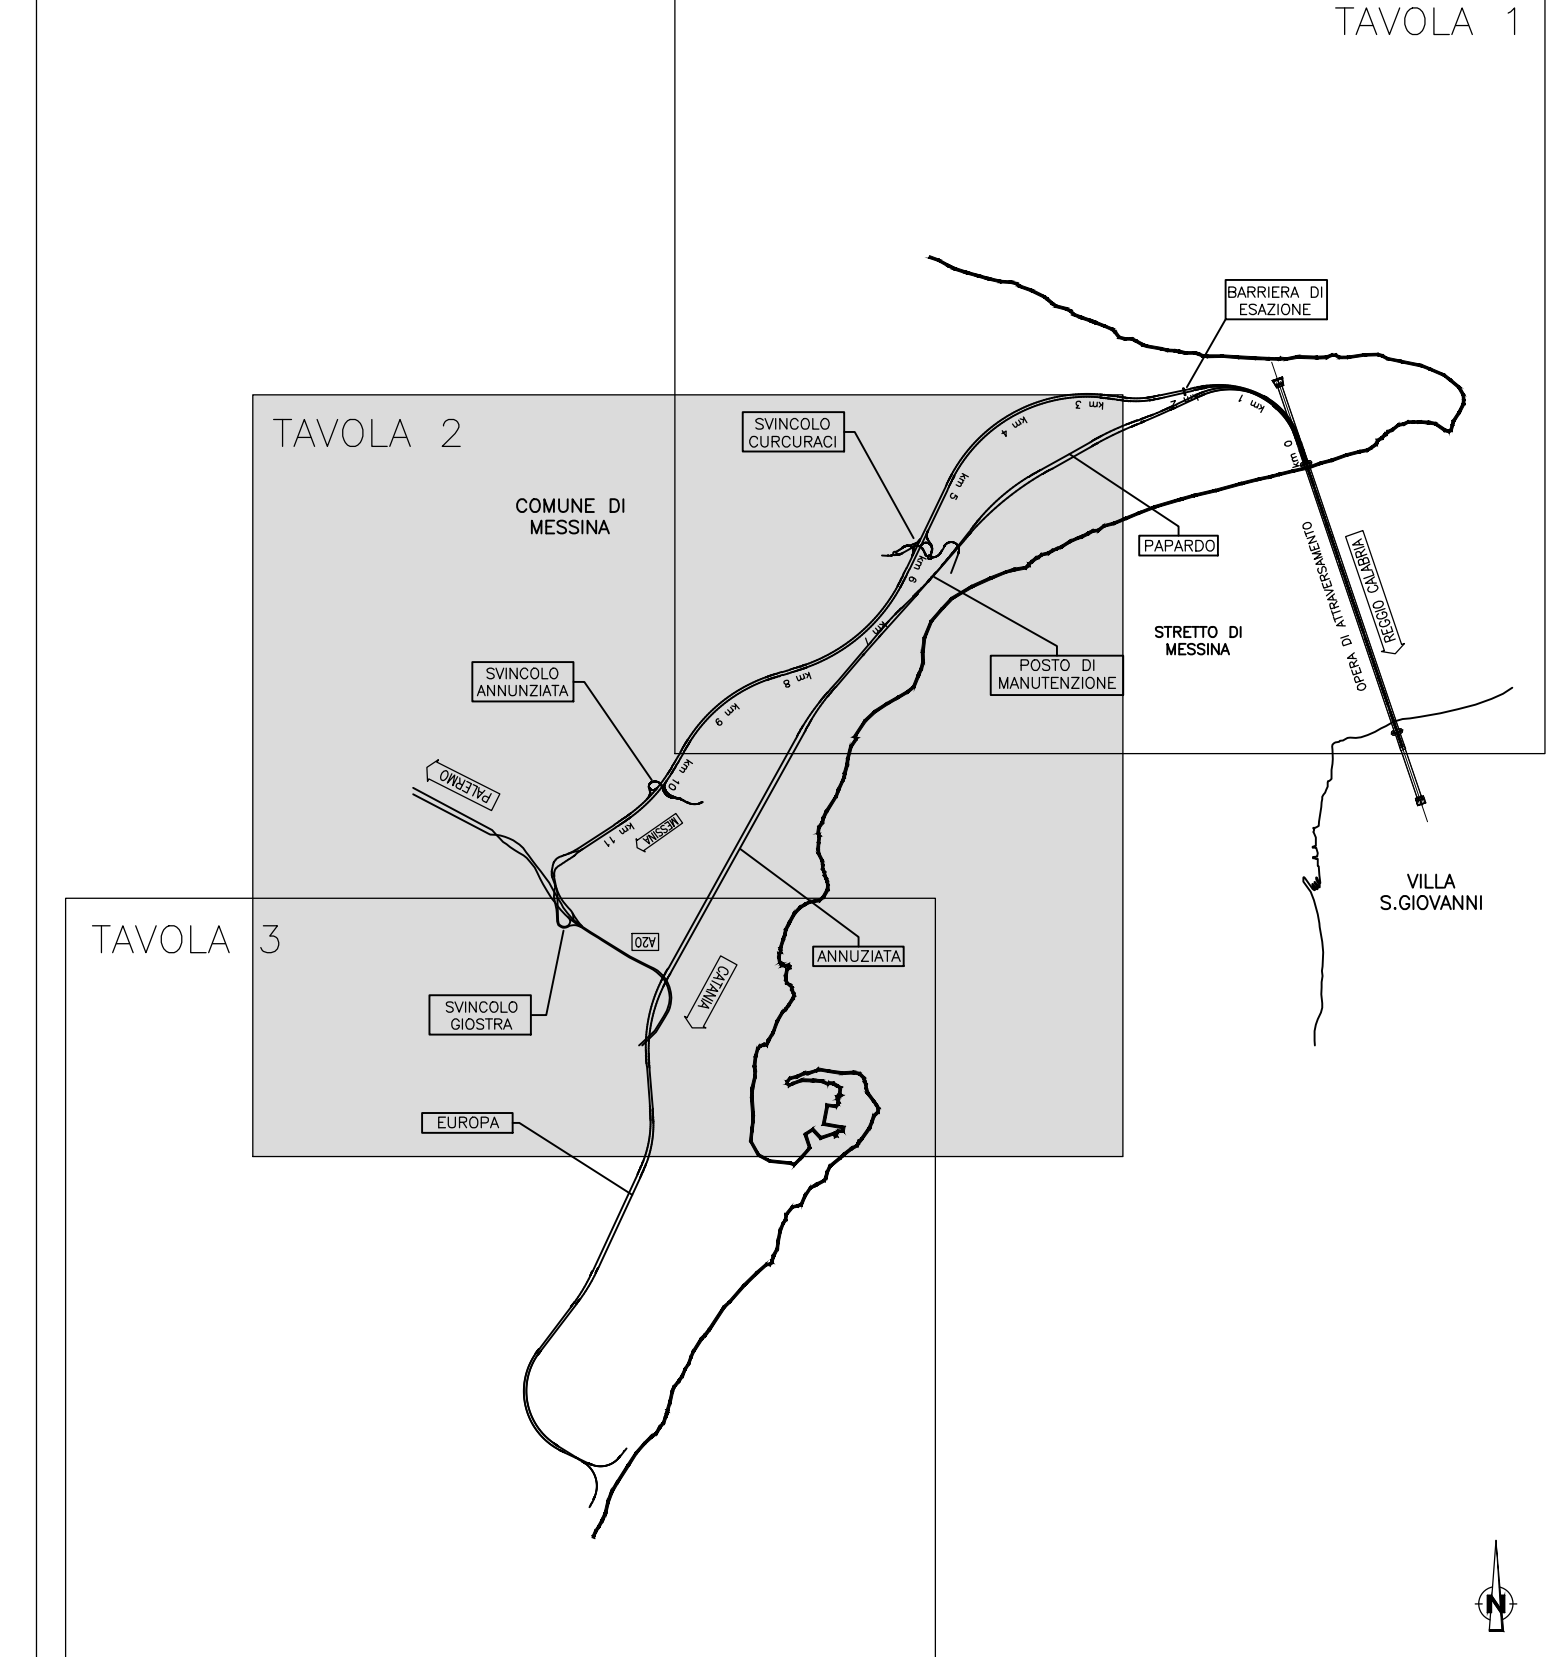 TAVOLA 1
BARRIERA DI
ESAZIONE
TAVOLA 2
SVINCOLO
CURCURACI
km 0
km 1
km 2
km 3
km 4
km 5
km 6
km 7
km 8
km 9
km 10
km 11
COMUNE DI
MESSINA
PAPARDO
OPERA DI ATTRAVERSAMENTO
REGGIO CALABRIA
STRETTO DI
MESSINA
POSTO DI
MANUTENZIONE
SVINCOLO
ANNUNZIATA
PALERMO
MESSINA
VILLA
S.GIOVANNI
TAVOLA 3
A20
ANNUZIATA
CATANIA
SVINCOLO
GIOSTRA
EUROPA
N